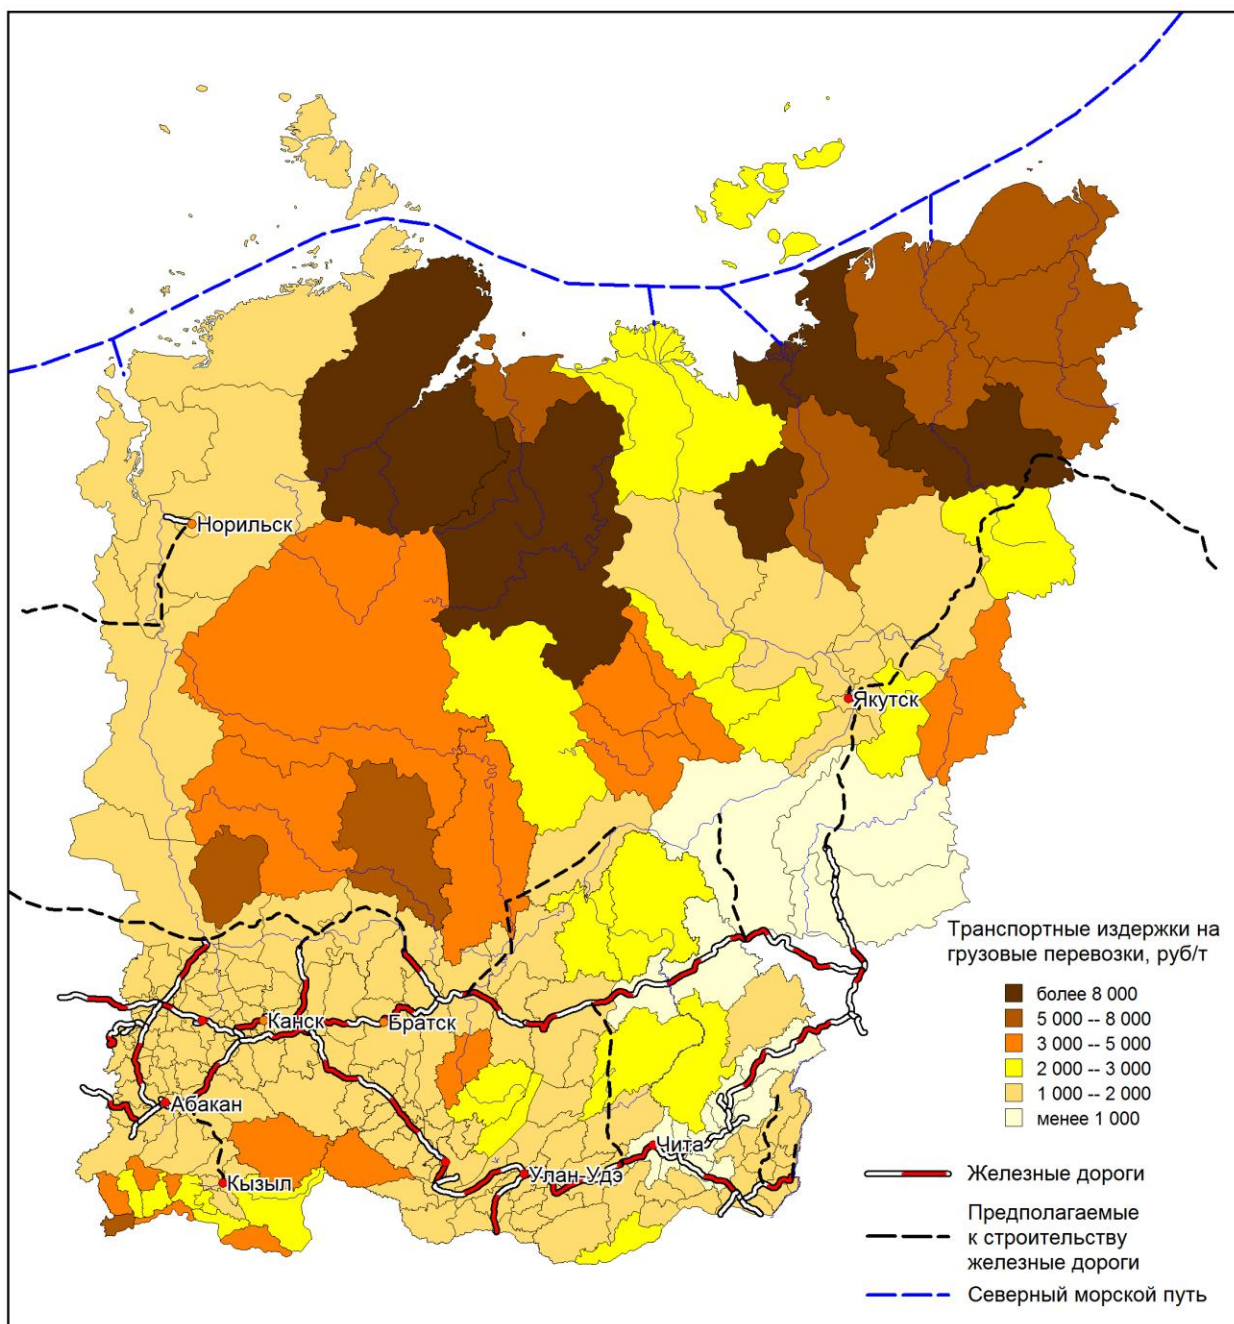 Норильск
Якутск
Транспортные издержки на
грузовые перевозки, руб/т
более 8 000
5 000 -- 8 000
3 000 -- 5 000
2 000 -- 3 000
1 000 -- 2 000
менее 1 000
Канск
Братск
Абакан
Чита
Улан-Удэ
Кызыл
Железные дороги
Предполагаемые
к строительству
железные дороги
Северный морской путь